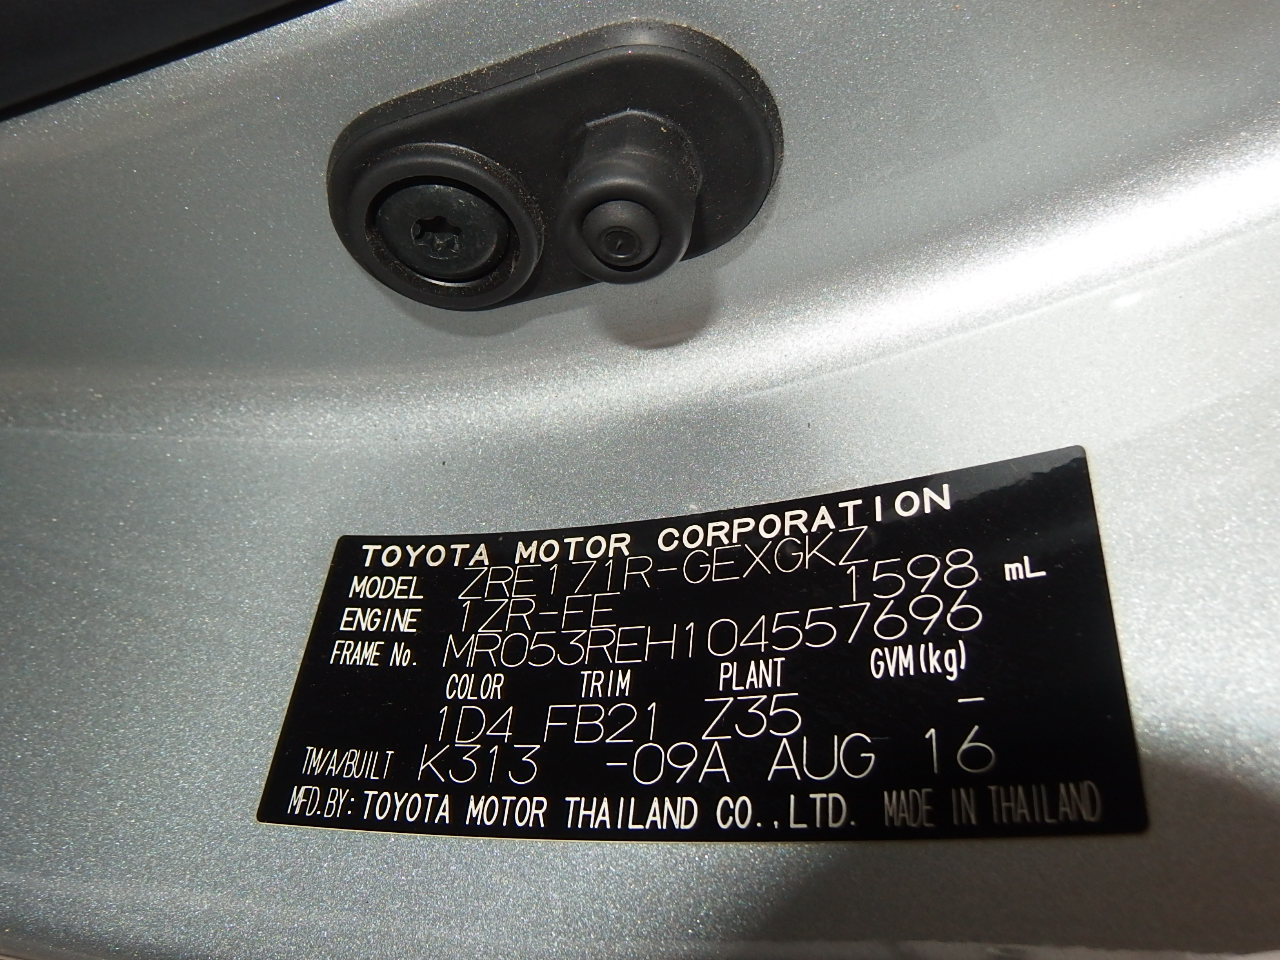 TOYOTA MOTOR CORPORATION
MODEL ZRE171R-GEXGKZ
ENGINE 1ZR-FE 1598 mL
FRAME No. MR053REH104557696
COLOR TRIM PLANT GVM(kg)
1D4 FB21 Z35 -
TM/A/BUILT K313 -09A AUG 16
MFD.BY: TOYOTA MOTOR THAILAND CO.,LTD. MADE IN THAILAND